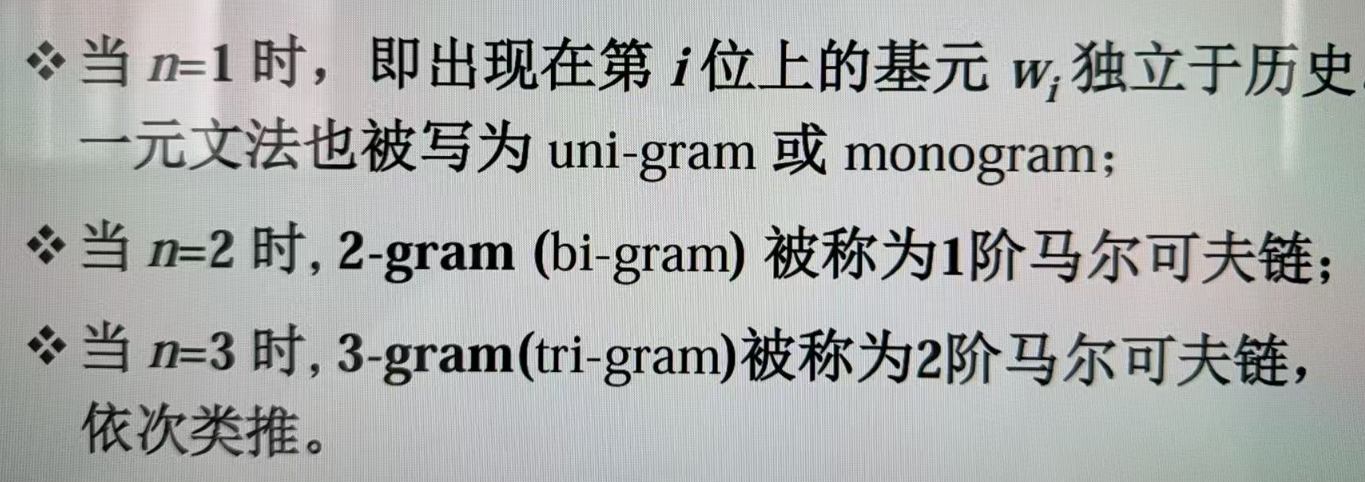 ❖ 当 n=1 时，即出现在第 i 位上的基元 wi 独立于历史.
一元文法也被写为 uni-gram 或 monogram；
❖ 当 n=2 时, 2-gram (bi-gram) 被称为1阶马尔可夫链；
❖ 当 n=3 时, 3-gram(tri-gram)被称为2阶马尔可夫链，
依次类推。